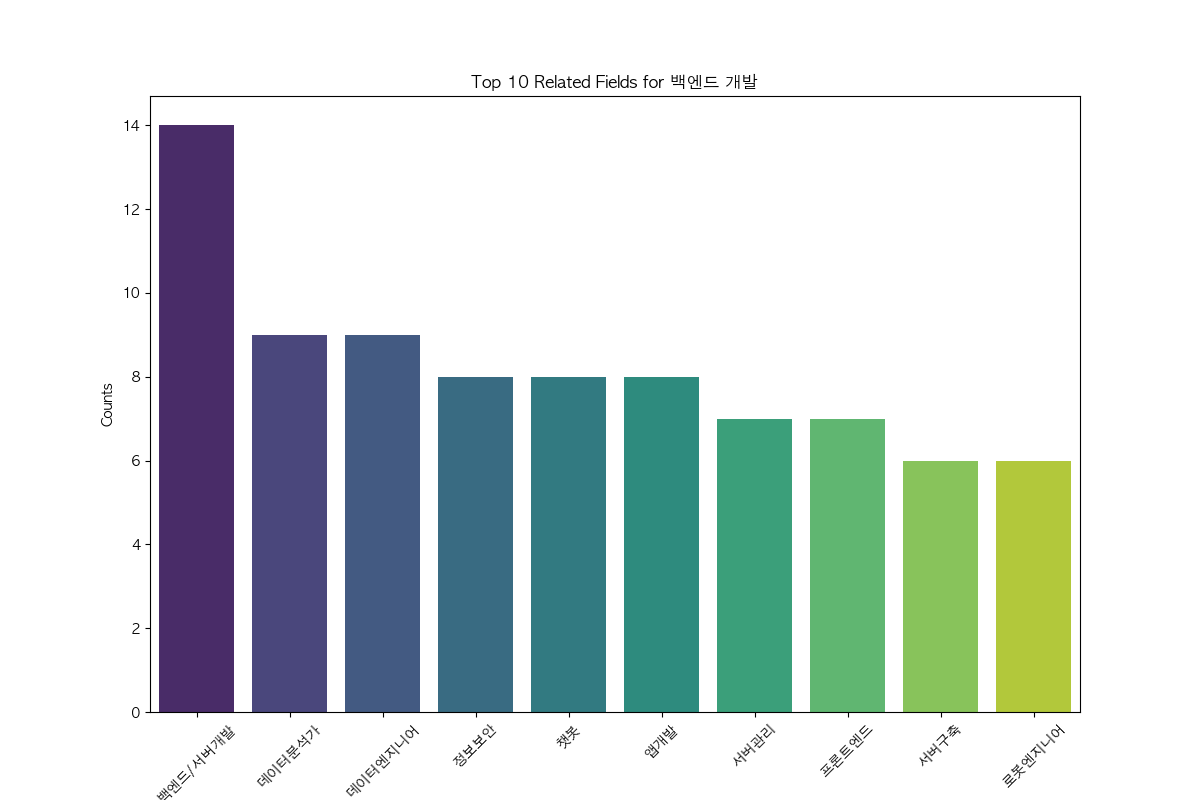 Top 10 Related Fields for 백엔드 개발
Counts
14
12
10
8
6
4
2
0
백엔드/서버개발
데이터분석가
데이터엔지니어
정보보안
챗봇
앱개발
서버관리
프론트엔드
서버구축
로봇엔지니어